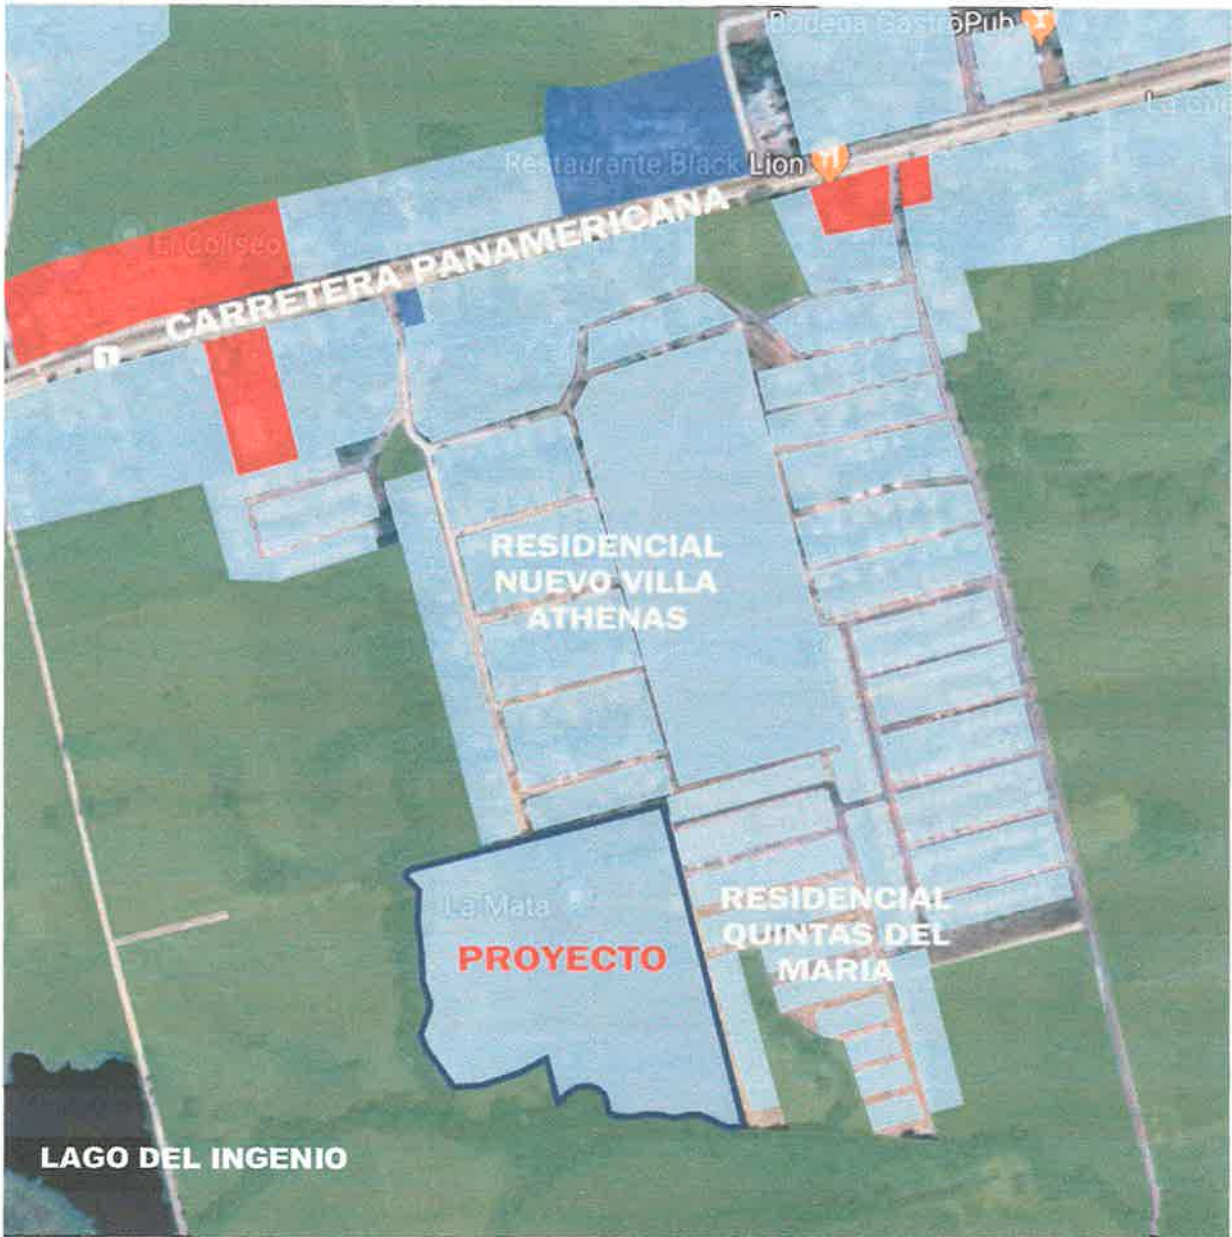 Bodega GastroPub
La
Restaurante Black Lion
El Coliseo
CARRETERA PANAMERICANA
1
RESIDENCIAL
NUEVO VILLA
ATHENAS
La Mata
PROYECTO
RESIDENCIAL
QUINTAS DEL
MARIA
LAGO DEL INGENIO